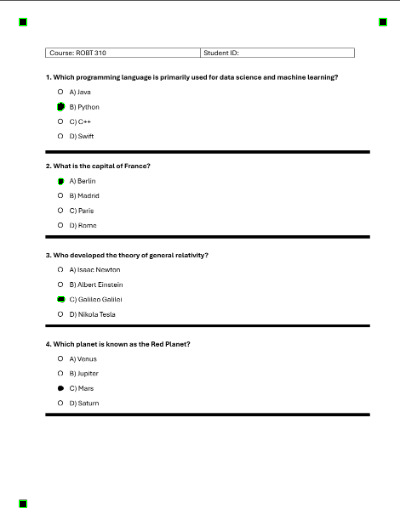 Course: ROBT 310 Student ID:
1. Which programming language is primarily used for data science and machine learning?
A) Java
B) Python
C) C++
D) Swift
2. What is the capital of France?
A) Berlin
B) Madrid
C) Paris
D) Rome
3. Who developed the theory of general relativity?
A) Isaac Newton
B) Albert Einstein
C) Galileo Galilei
D) Nikola Tesla
4. Which planet is known as the Red Planet?
A) Venus
B) Jupiter
C) Mars
D) Saturn